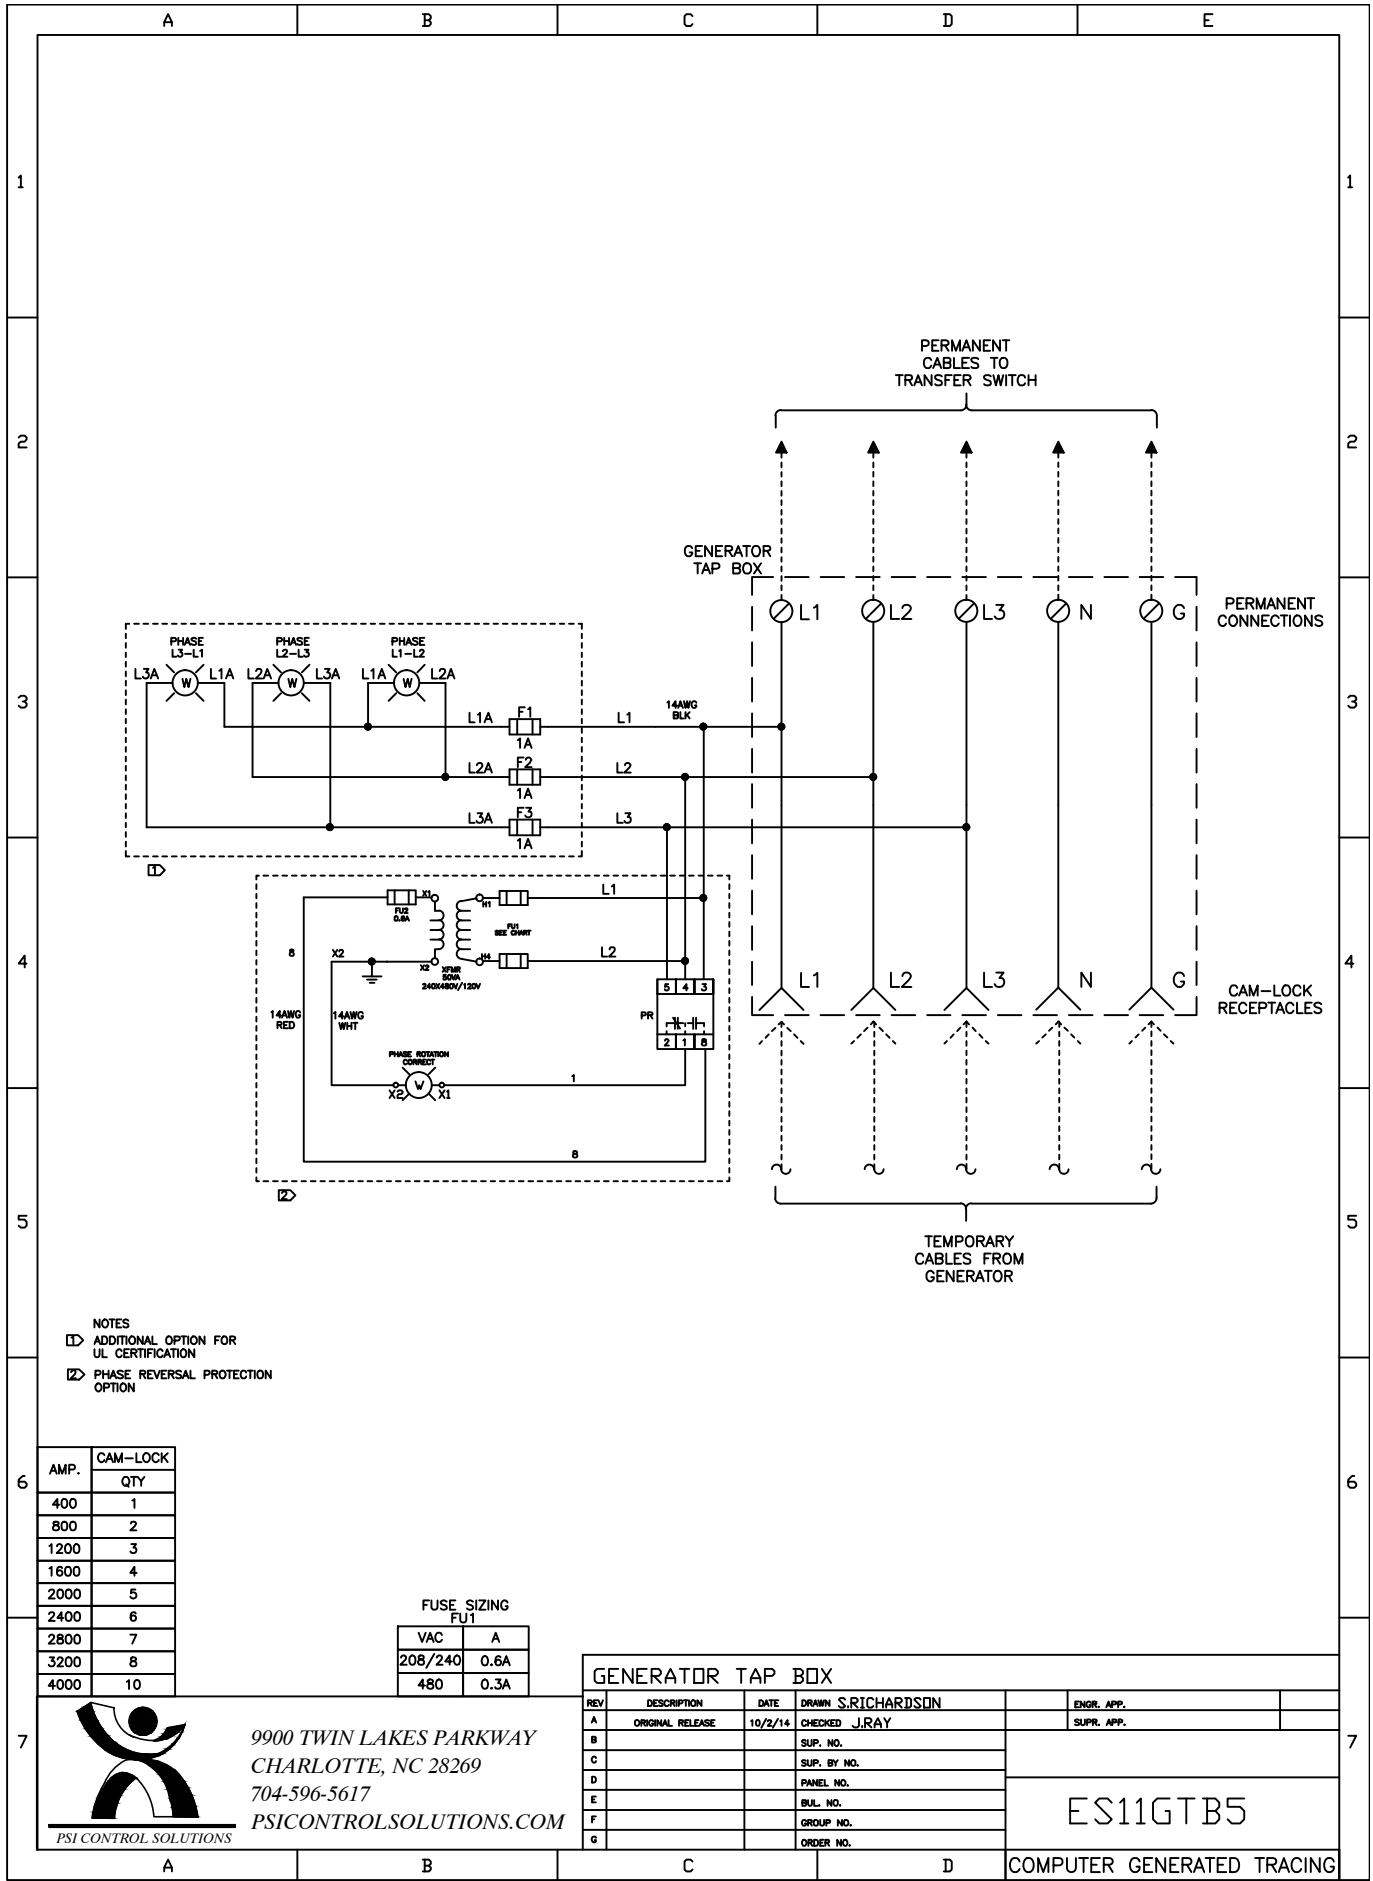 A B C D E
1 1
PERMANENT
CABLES TO
TRANSFER SWITCH
2 2
GENERATOR
TAP BOX
L1 L2 L3 N G
PERMANENT
CONNECTIONS
PHASE
L3-L1
PHASE
L2-L3
PHASE
L1-L2
L3A W L1A L2A W L3A L1A W L2A
3 3
L1A F1 L1
1A
14AWG
BLK
L2A F2 L2
1A
L3A F3 L3
1A
1
X1 H1 L1
FU2
0.8A
FU1
SEE CHART
8 X2 X2 H4 L2
XFMR
50VA
240X480V/120V
4 4
5 4 3
L1 L2 L3 N G
CAM-LOCK
RECEPTACLES
14AWG
RED
14AWG
WHT
PR
2 1 8
PHASE ROTATION
CORRECT
X2 W X1
1
8
2
5 5
TEMPORARY
CABLES FROM
GENERATOR
NOTES
1 ADDITIONAL OPTION FOR
UL CERTIFICATION
2 PHASE REVERSAL PROTECTION
OPTION
6 6
AMP. CAM-LOCK
QTY
400 1
800 2
1200 3
1600 4
2000 5
2400 6
2800 7
3200 8
4000 10
FUSE SIZING
FU1
VAC A
208/240 0.6A
480 0.3A
GENERATOR TAP BOX
REV DESCRIPTION DATE DRAWN S.RICHARDSON ENGR. APP.
A ORIGINAL RELEASE 10/2/14 CHECKED J.RAY SUPR. APP.
B SUP. NO.
C SUP. BY NO.
D PANEL NO.
E BUL. NO.
F GROUP NO.
G ORDER NO.
ES11GTB5
COMPUTER GENERATED TRACING
7 7
9900 TWIN LAKES PARKWAY
CHARLOTTE, NC 28269
704-596-5617
PSICONTROLSOLUTIONS.COM
PSI CONTROL SOLUTIONS
A B C D